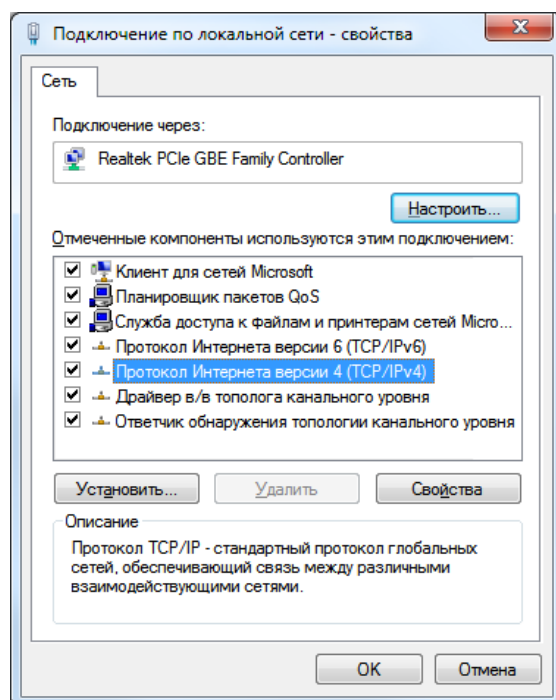 Подключение по локальной сети - свойства
Сеть
Подключение через:
Realtek PCIe GBE Family Controller
Настроить...
Отмеченные компоненты используются этим подключением:
Клиент для сетей Microsoft
Планировщик пакетов QoS
Служба доступа к файлам и принтерам сетей Micro...
Протокол Интернета версии 6 (TCP/IPv6)
Протокол Интернета версии 4 (TCP/IPv4)
Драйвер в/в тополога канального уровня
Ответчик обнаружения топологии канального уровня
Установить...
Удалить
Свойства
Описание
Протокол TCP/IP - стандартный протокол глобальных
сетей, обеспечивающий связь между различными
взаимодействующими сетями.
OK
Отмена